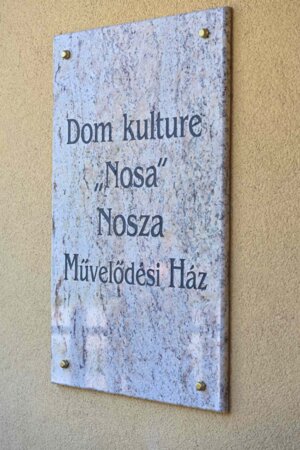 Dom kulture
„Nosa“
Nosza
Művelődési Ház